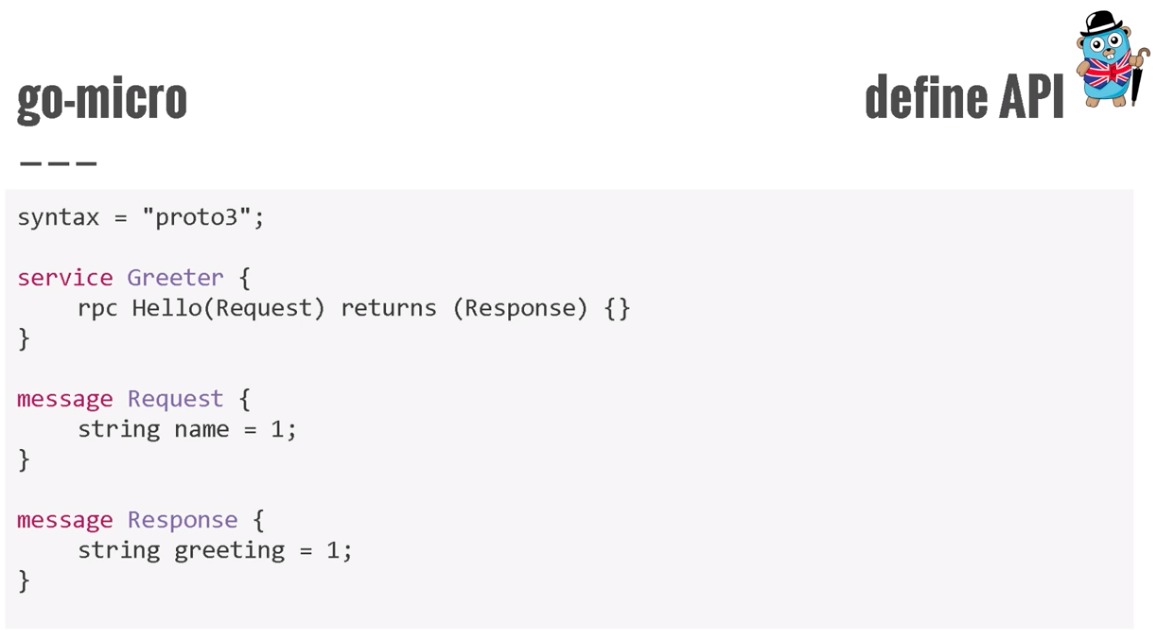 go-micro
define API
---
syntax = "proto3";
service Greeter {
rpc Hello(Request) returns (Response) {}
}
message Request {
string name = 1;
}
message Response {
string greeting = 1;
}